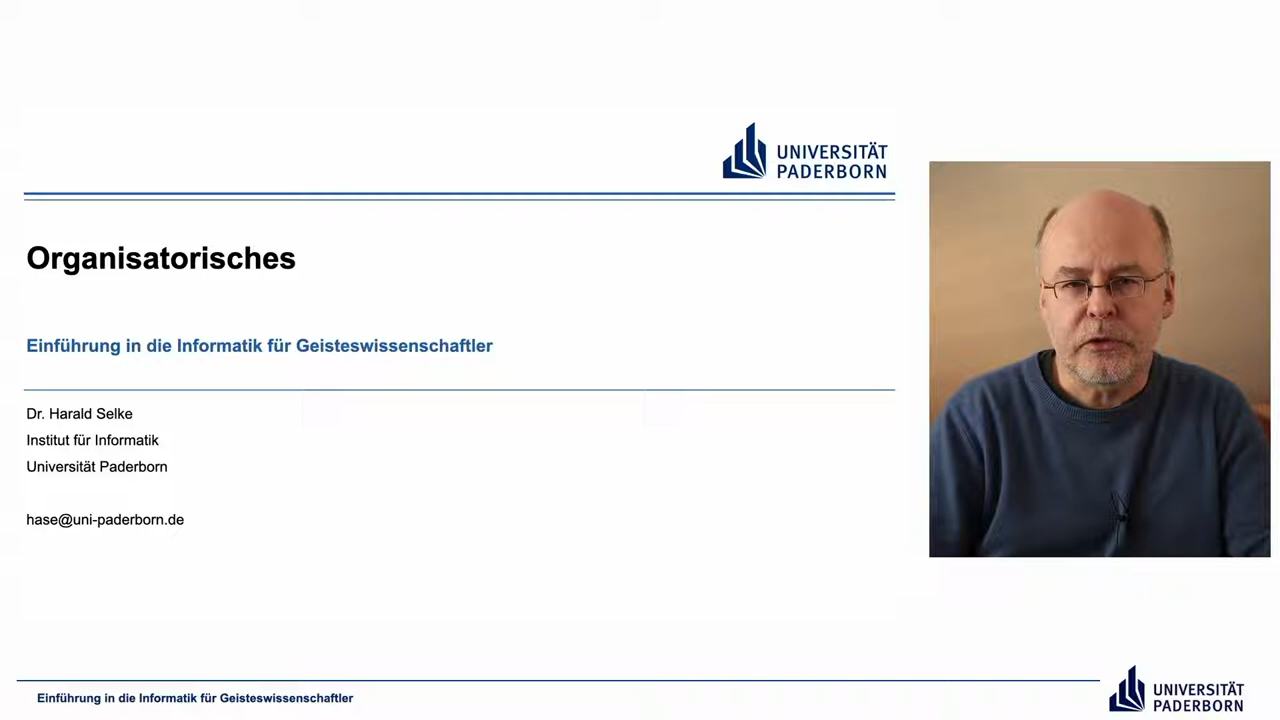 UNIVERSITÄT
PADERBORN
Organisatorisches
Einführung in die Informatik für Geisteswissenschaftler
Dr. Harald Selke
Institut für Informatik
Universität Paderborn
hase@uni-paderborn.de
Einführung in die Informatik für Geisteswissenschaftler
UNIVERSITÄT
PADERBORN